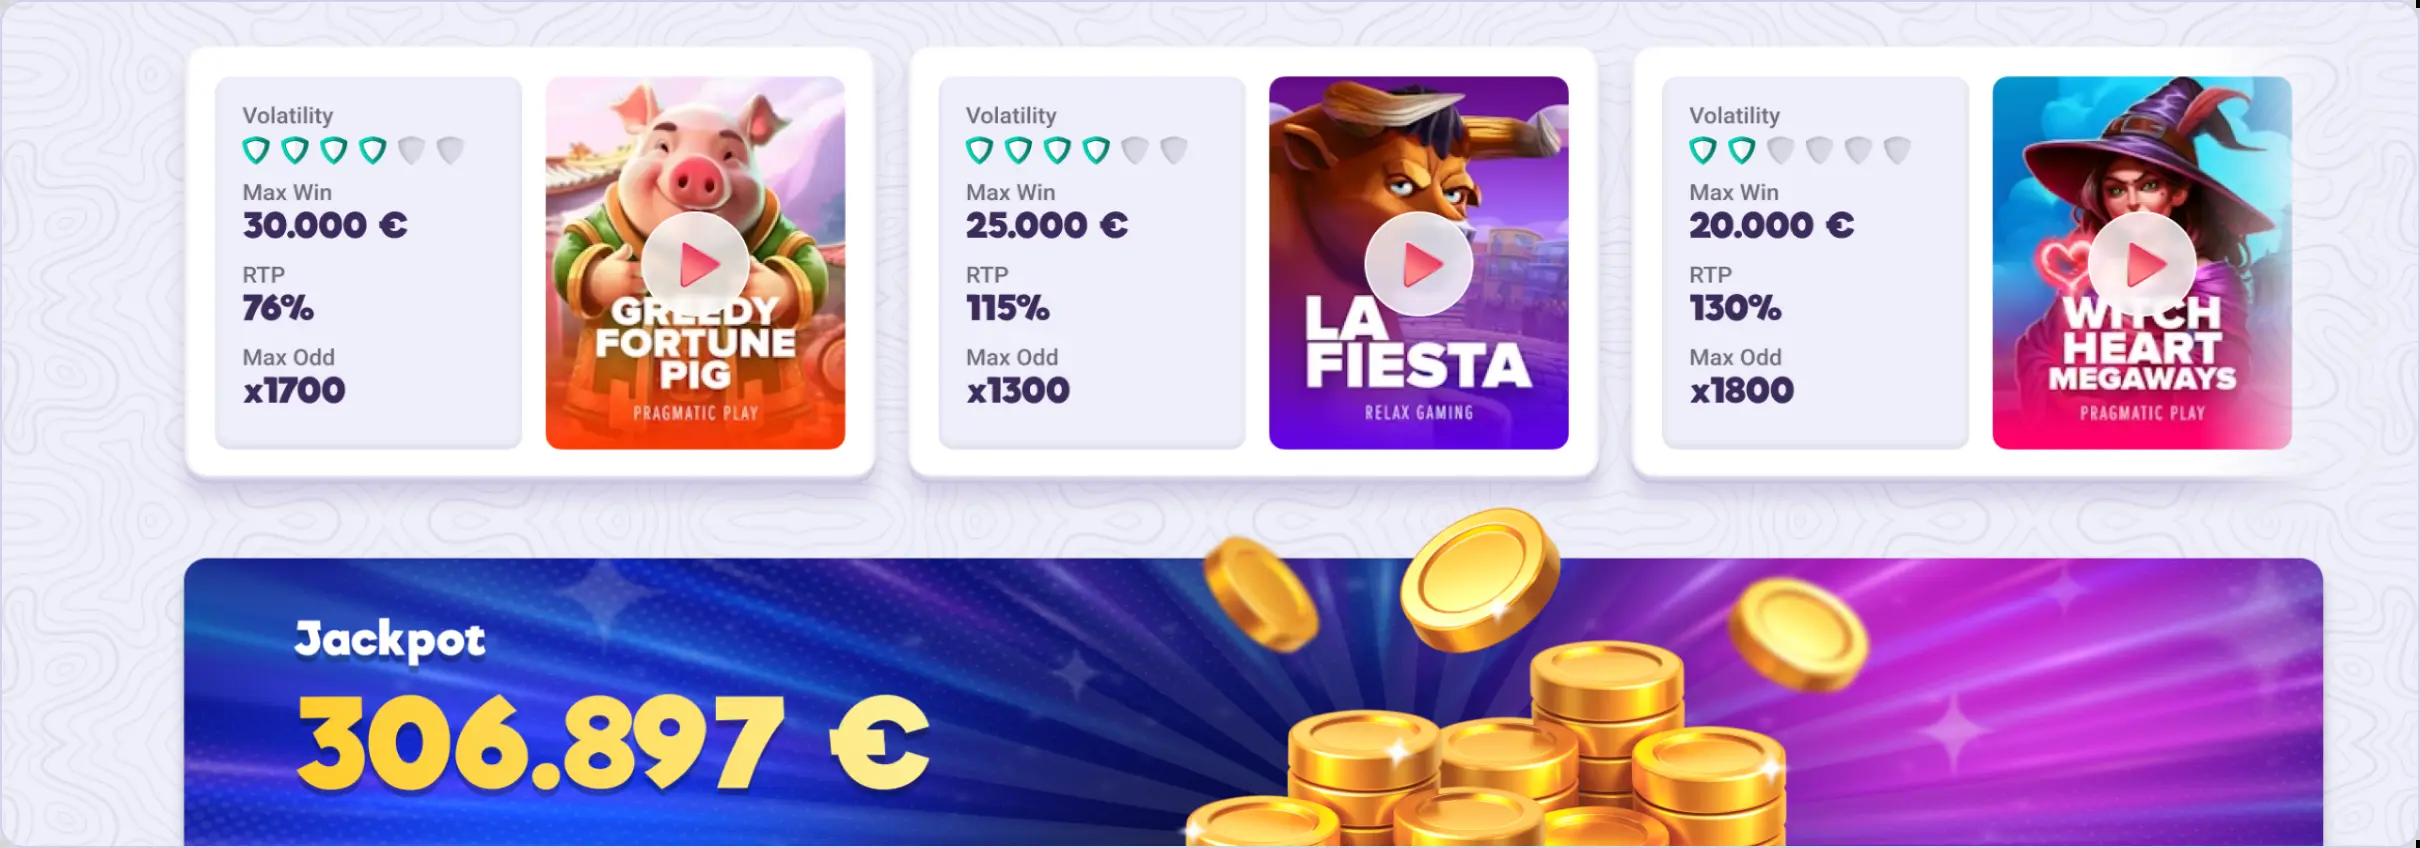 Volatility
Max Win
30.000 €
RTP
76%
Max Odd
x1700
GREEDY
FORTUNE
PIG
PRAGMATIC PLAY
Volatility
Max Win
25.000 €
RTP
115%
Max Odd
x1300
LA
FIESTA
RELAX GAMING
Volatility
Max Win
20.000 €
RTP
130%
Max Odd
x1800
WITCH
HEART
MEGAWAYS
PRAGMATIC PLAY
Jackpot
306.897 €